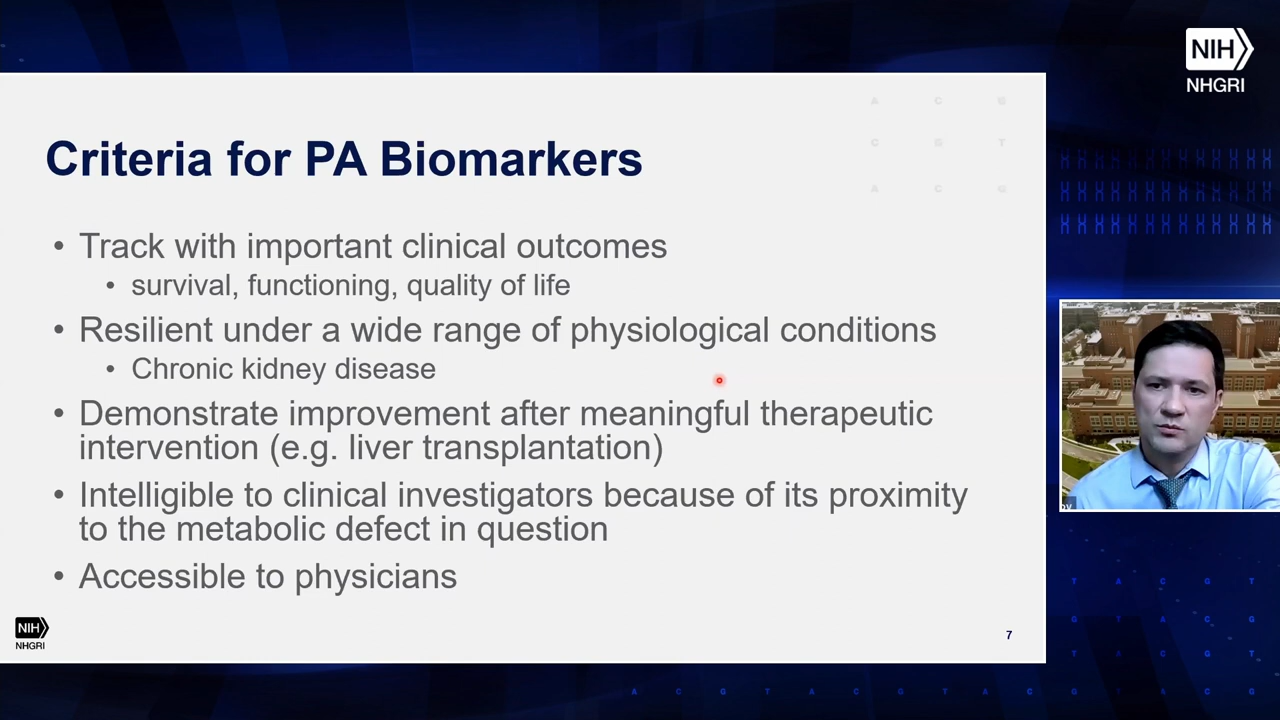 NIH
NHGRI
A C G
C G T
A C G
Criteria for PA Biomarkers
• Track with important clinical outcomes
• survival, functioning, quality of life
• Resilient under a wide range of physiological conditions
• Chronic kidney disease
• Demonstrate improvement after meaningful therapeutic
intervention (e.g. liver transplantation)
• Intelligible to clinical investigators because of its proximity
to the metabolic defect in question
• Accessible to physicians
NIH
NHGRI
7
T A C G T
G T A C G
T A C G T
A C G T A C G T A C G T A C G